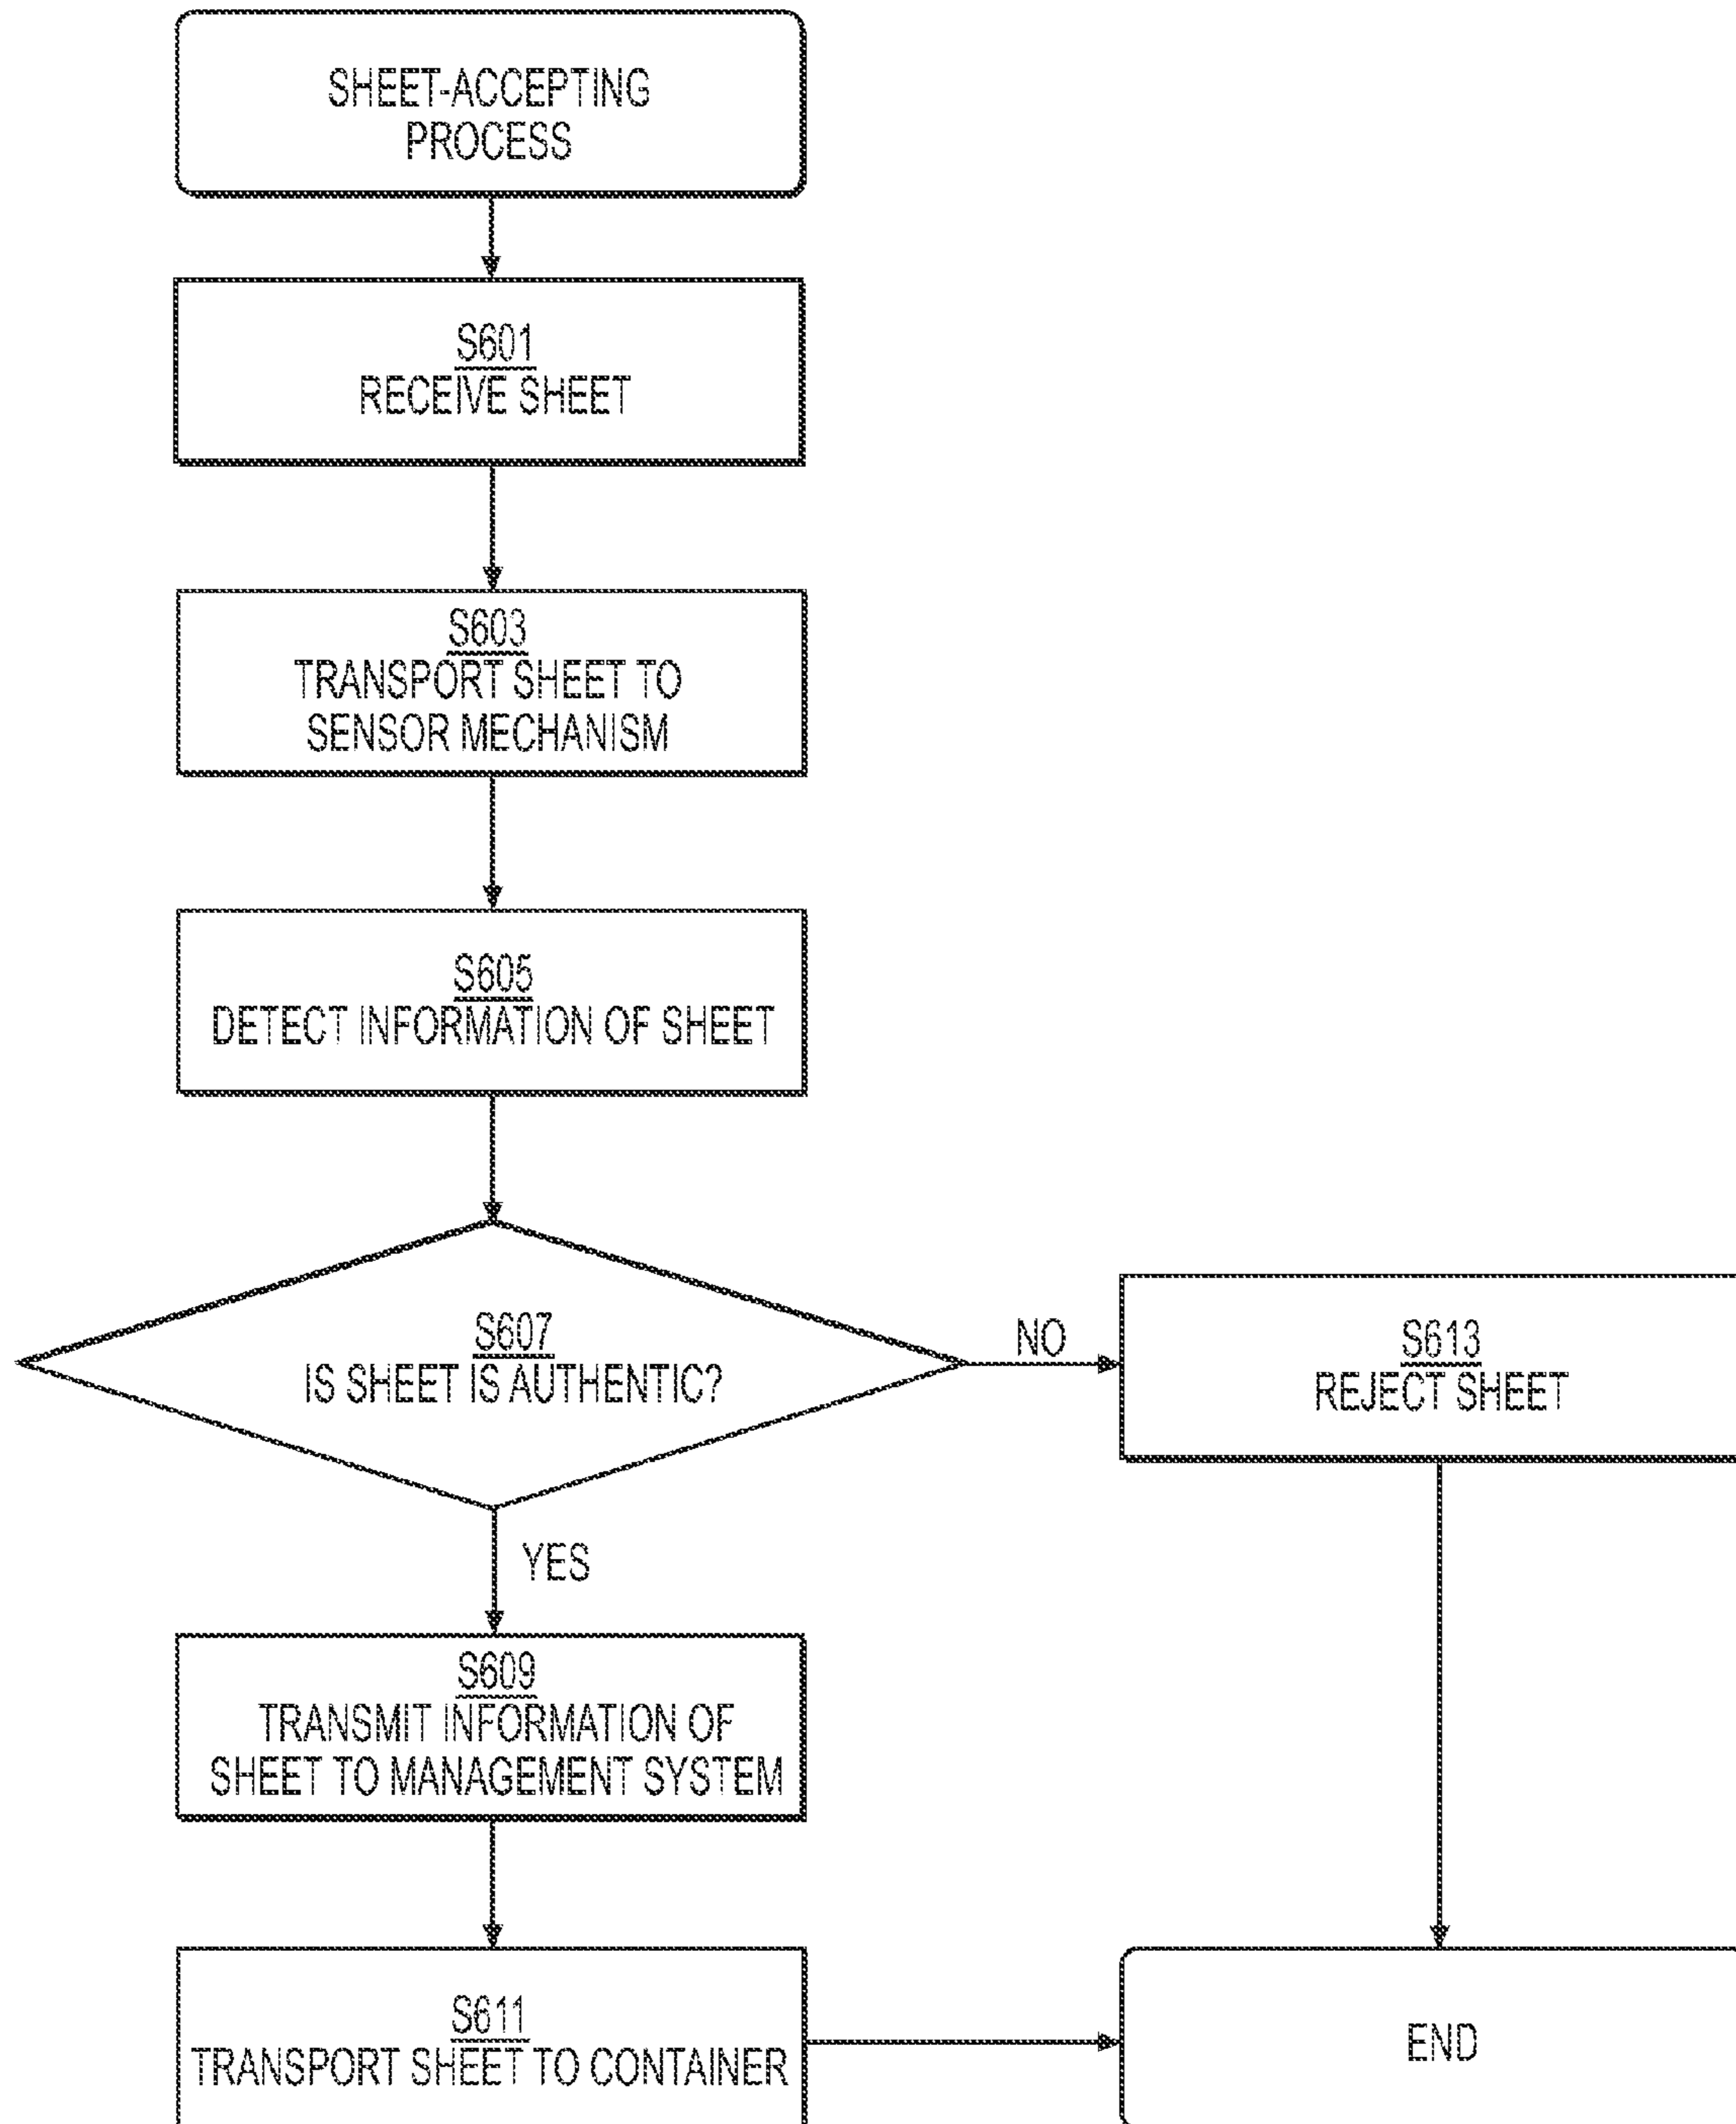 SHEET-ACCEPTING
PROCESS
S601
RECEIVE SHEET
S603
TRANSPORT SHEET TO
SENSOR MECHANISM
S605
DETECT INFORMATION OF SHEET
S607
IS SHEET IS AUTHENTIC?
NO
S613
REJECT SHEET
YES
S609
TRANSMIT INFORMATION OF
SHEET TO MANAGEMENT SYSTEM
S611
TRANSPORT SHEET TO CONTAINER
END